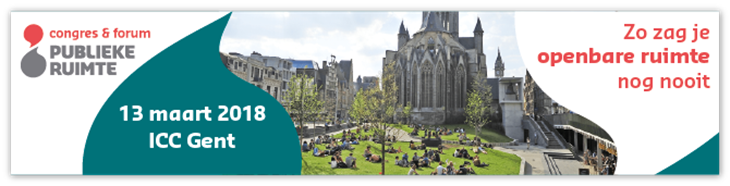 congres & forum
PUBLIEKE
RUIMTE
13 maart 2018
ICC Gent
Zo zag je
openbare ruimte
nog nooit